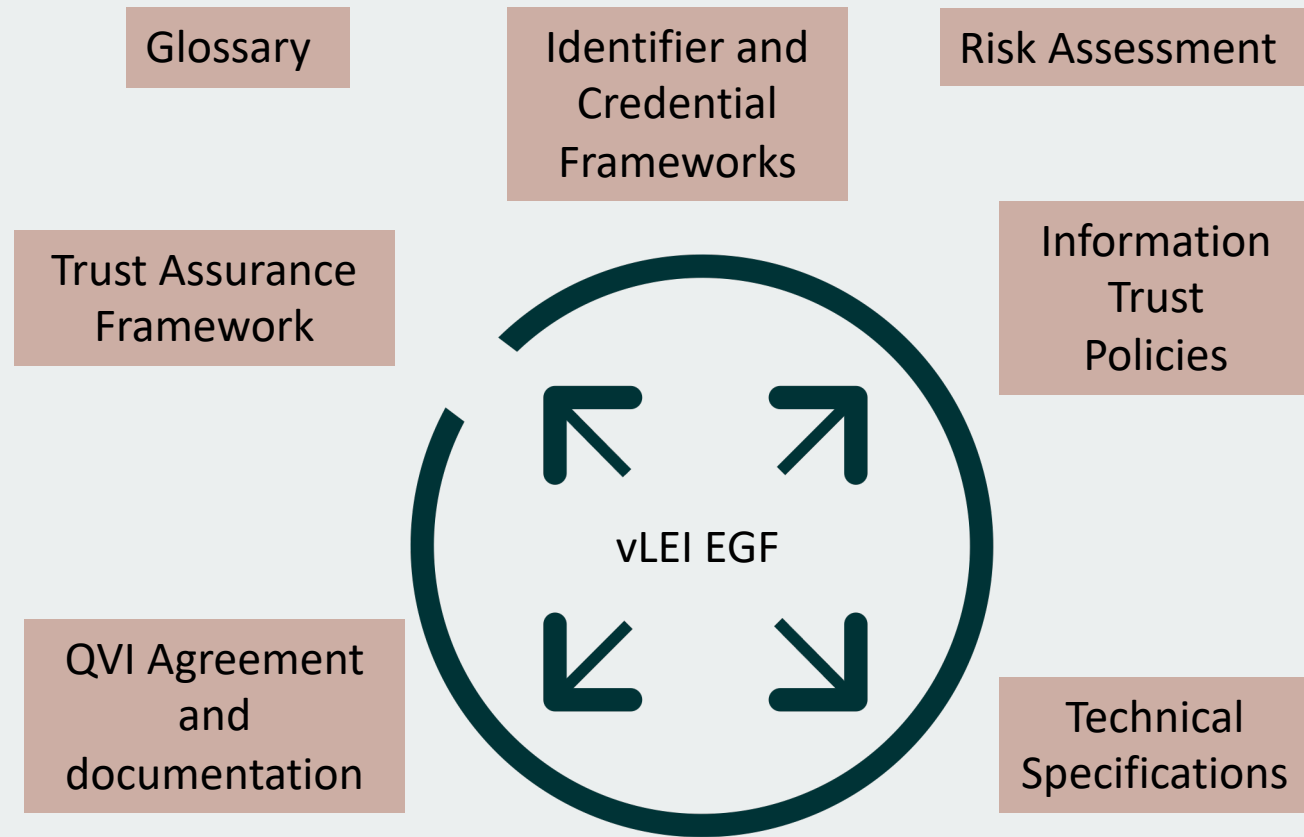 Glossary
Identifier and
Credential
Frameworks
Risk Assessment
Trust Assurance
Framework
Information
Trust
Policies
vLEI EGF
QVI Agreement
and
documentation
Technical
Specifications